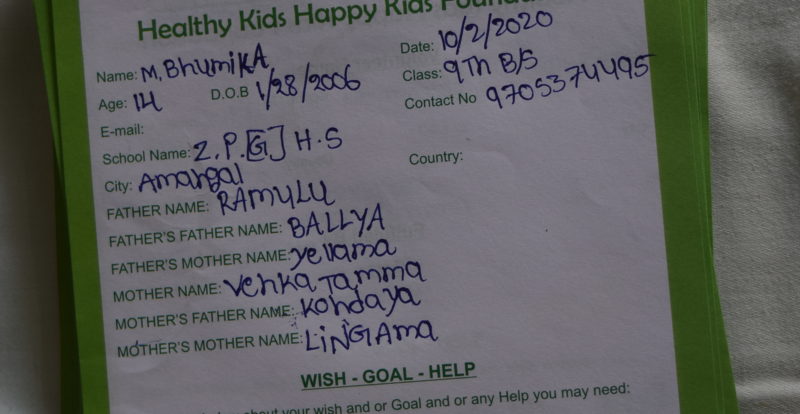 Healthy Kids Happy Kids
Name: M. BhumikA
Date: 10/2/2020
Age: 14
D.O.B 1/28/2006
Class: 9Th B/S
Contact No 9705374495
E-mail:
School Name: Z.P.[G] H.S
Country:
City: Amangal
FATHER NAME: RAMULU
FATHER'S FATHER NAME: BALLYA
FATHER'S MOTHER NAME: yellama
MOTHER NAME: VenkaTamma
MOTHER'S FATHER NAME: Kondaya
MOTHER'S MOTHER NAME: LiNGAma
WISH - GOAL - HELP
about your wish and or Goal and or any Help you may need: